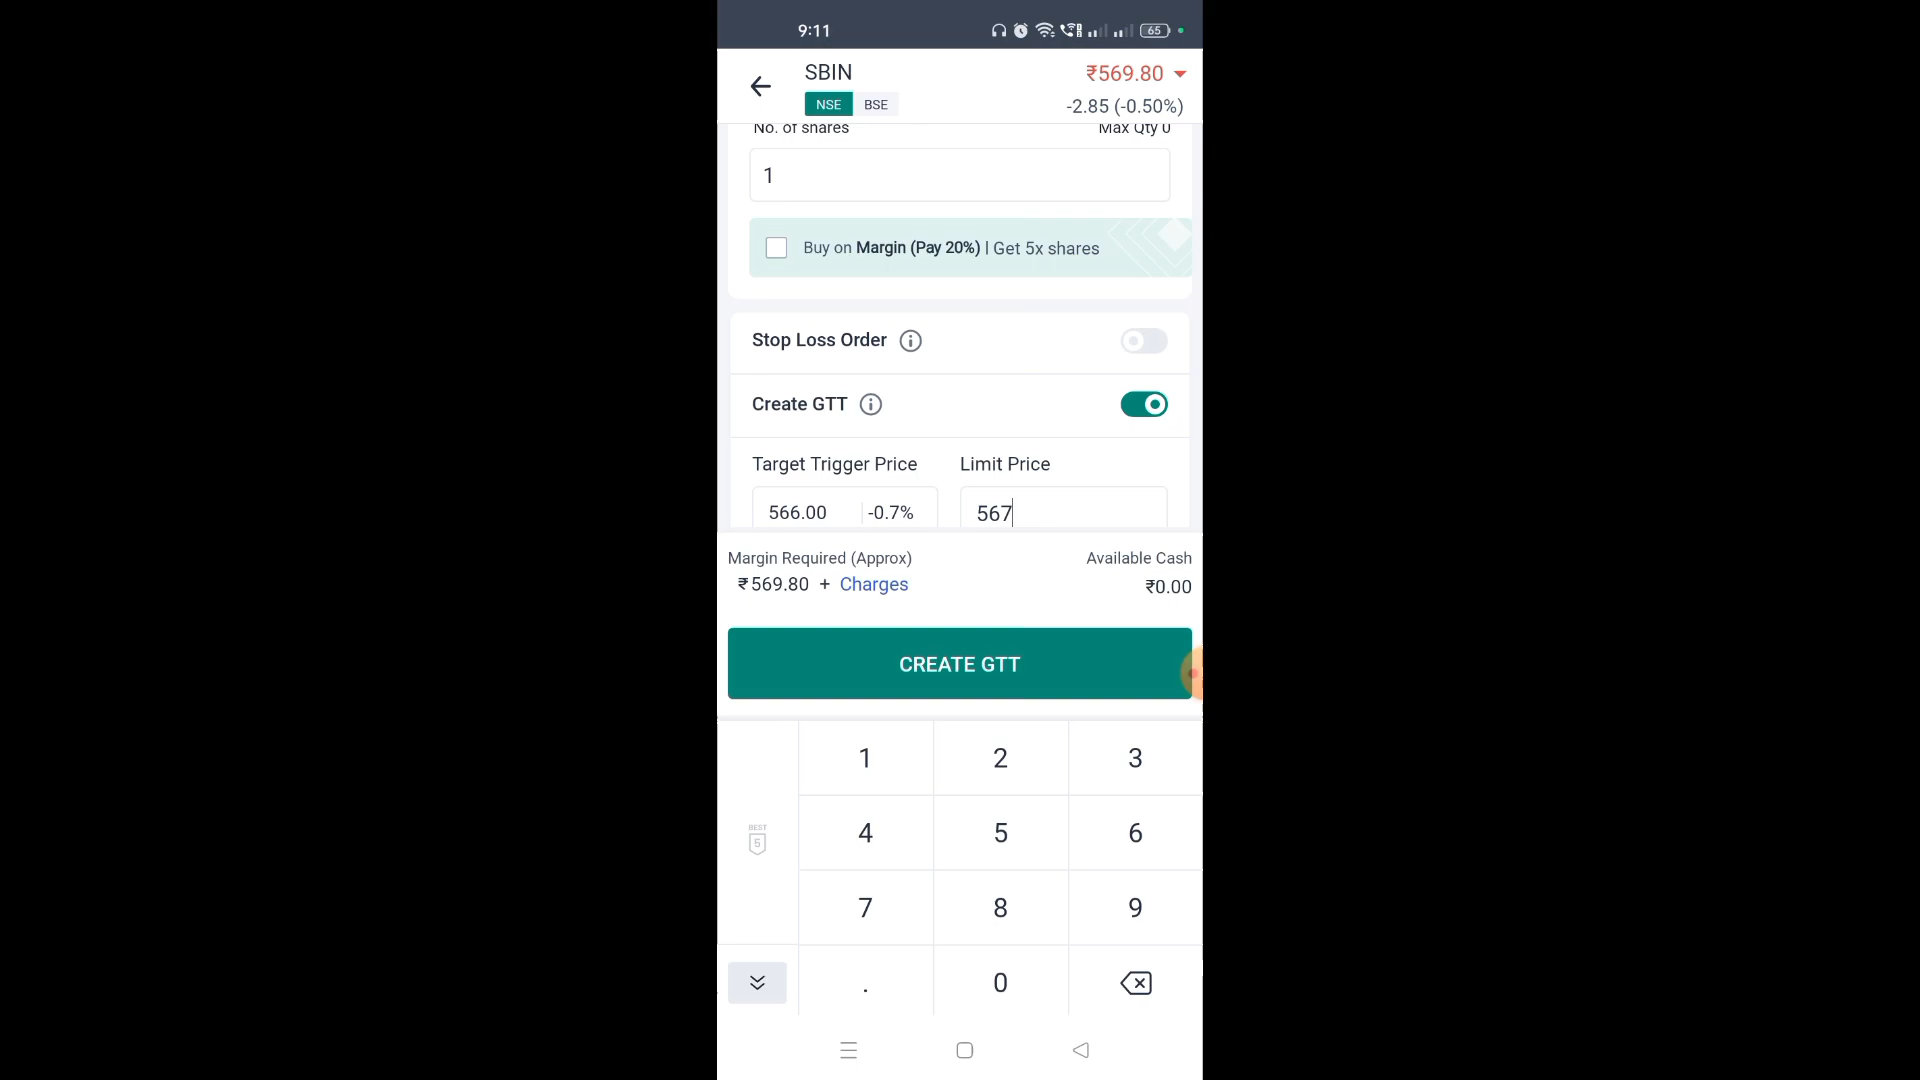 9:11
65
SBIN
₹569.80
NSE BSE
-2.85 (-0.50%)
No. of shares Max Qty 0
1
Buy on Margin (Pay 20%) | Get 5x shares
Stop Loss Order
Create GTT
Target Trigger Price Limit Price
566.00 -0.7% 567
Margin Required (Approx) Available Cash
₹569.80 + Charges ₹0.00
CREATE GTT
1 2 3
BEST
5
4 5 6
7 8 9
. 0